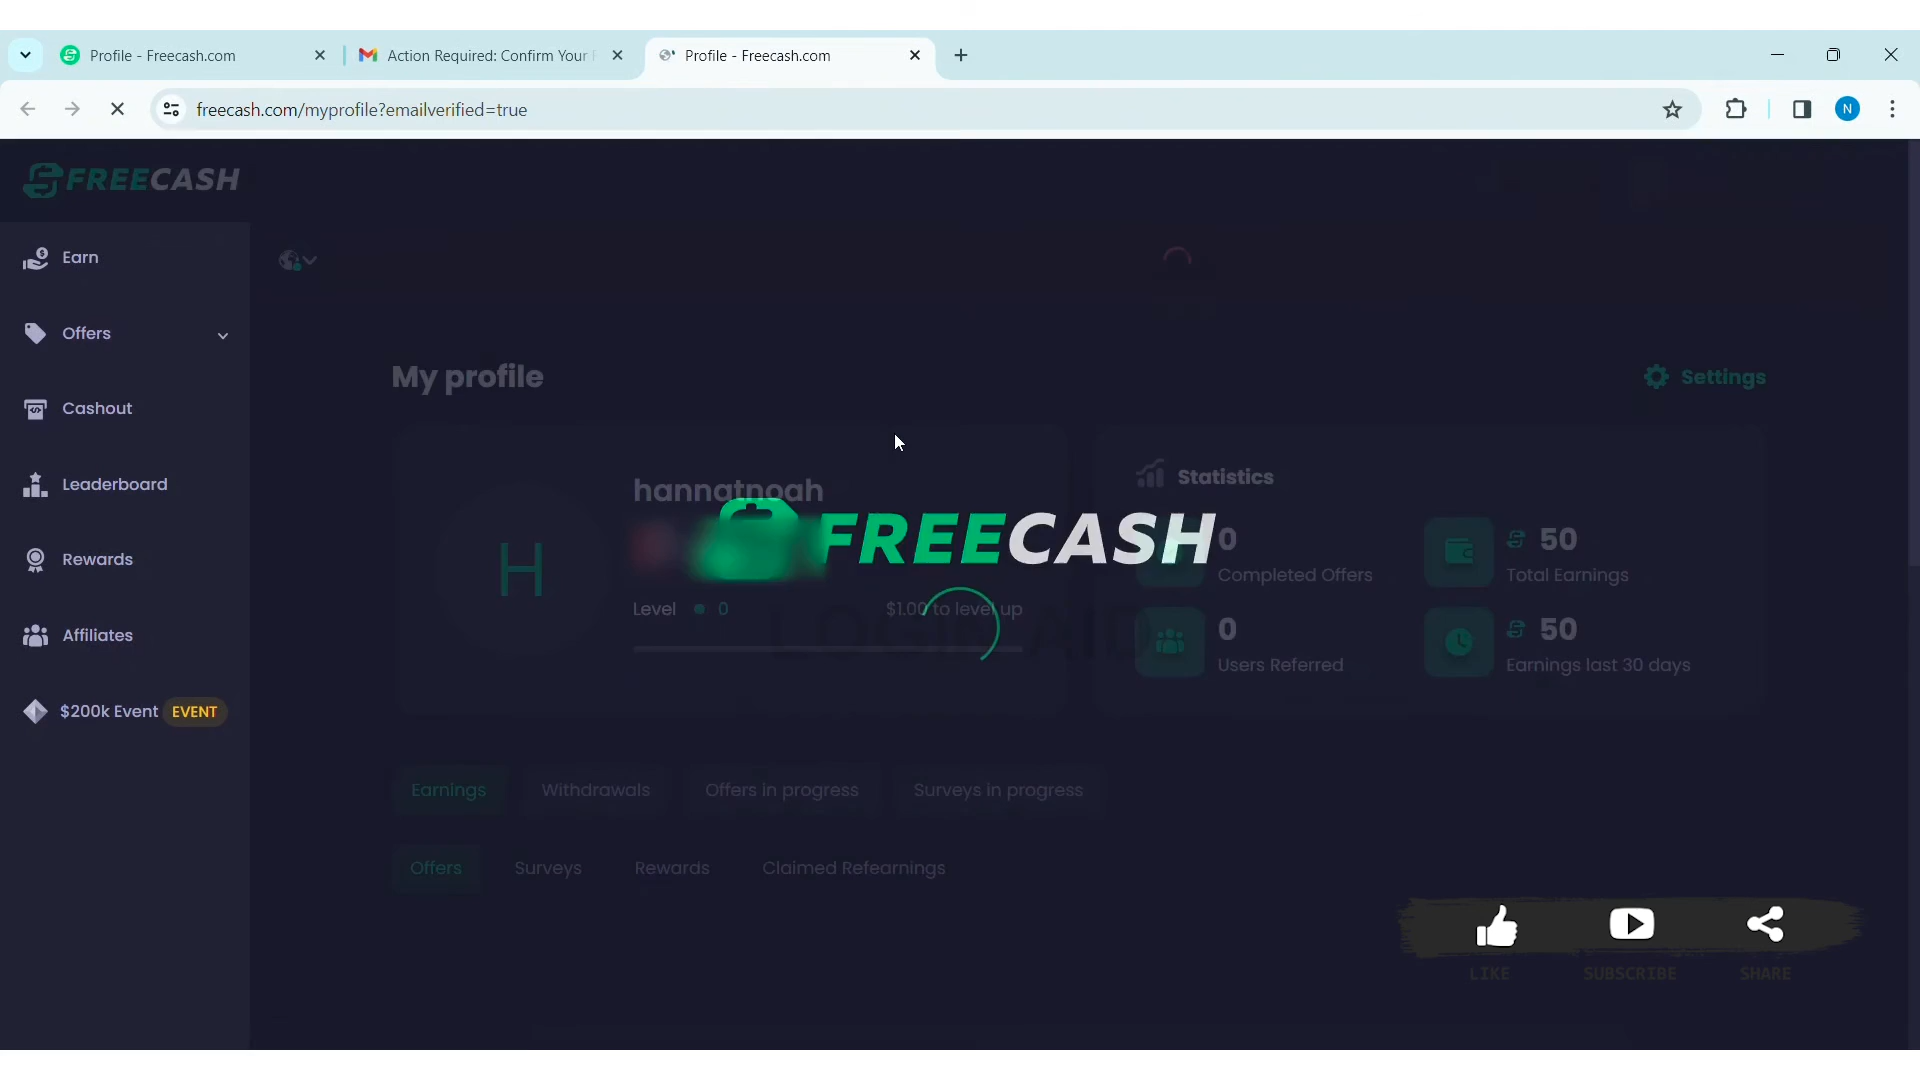 Profile - Freecash.com
Action Required: Confirm Your
Profile - Freecash.com
freecash.com/myprofile?emailverified=true
N
FREECASH
Earn
Offers
Cashout
Leaderboard
Rewards
Affiliates
$200k Event EVENT
My profile
Settings
H
hannatnoah
Level 0
$1.00 to level up
FREECASH
LOGIN AID
Statistics
0
Completed Offers
50
Total Earnings
0
Users Referred
50
Earnings last 30 days
Earnings Withdrawals Offers in progress Surveys in progress
Offers Surveys Rewards Claimed Refearnings
LIKE SUBSCRIBE SHARE